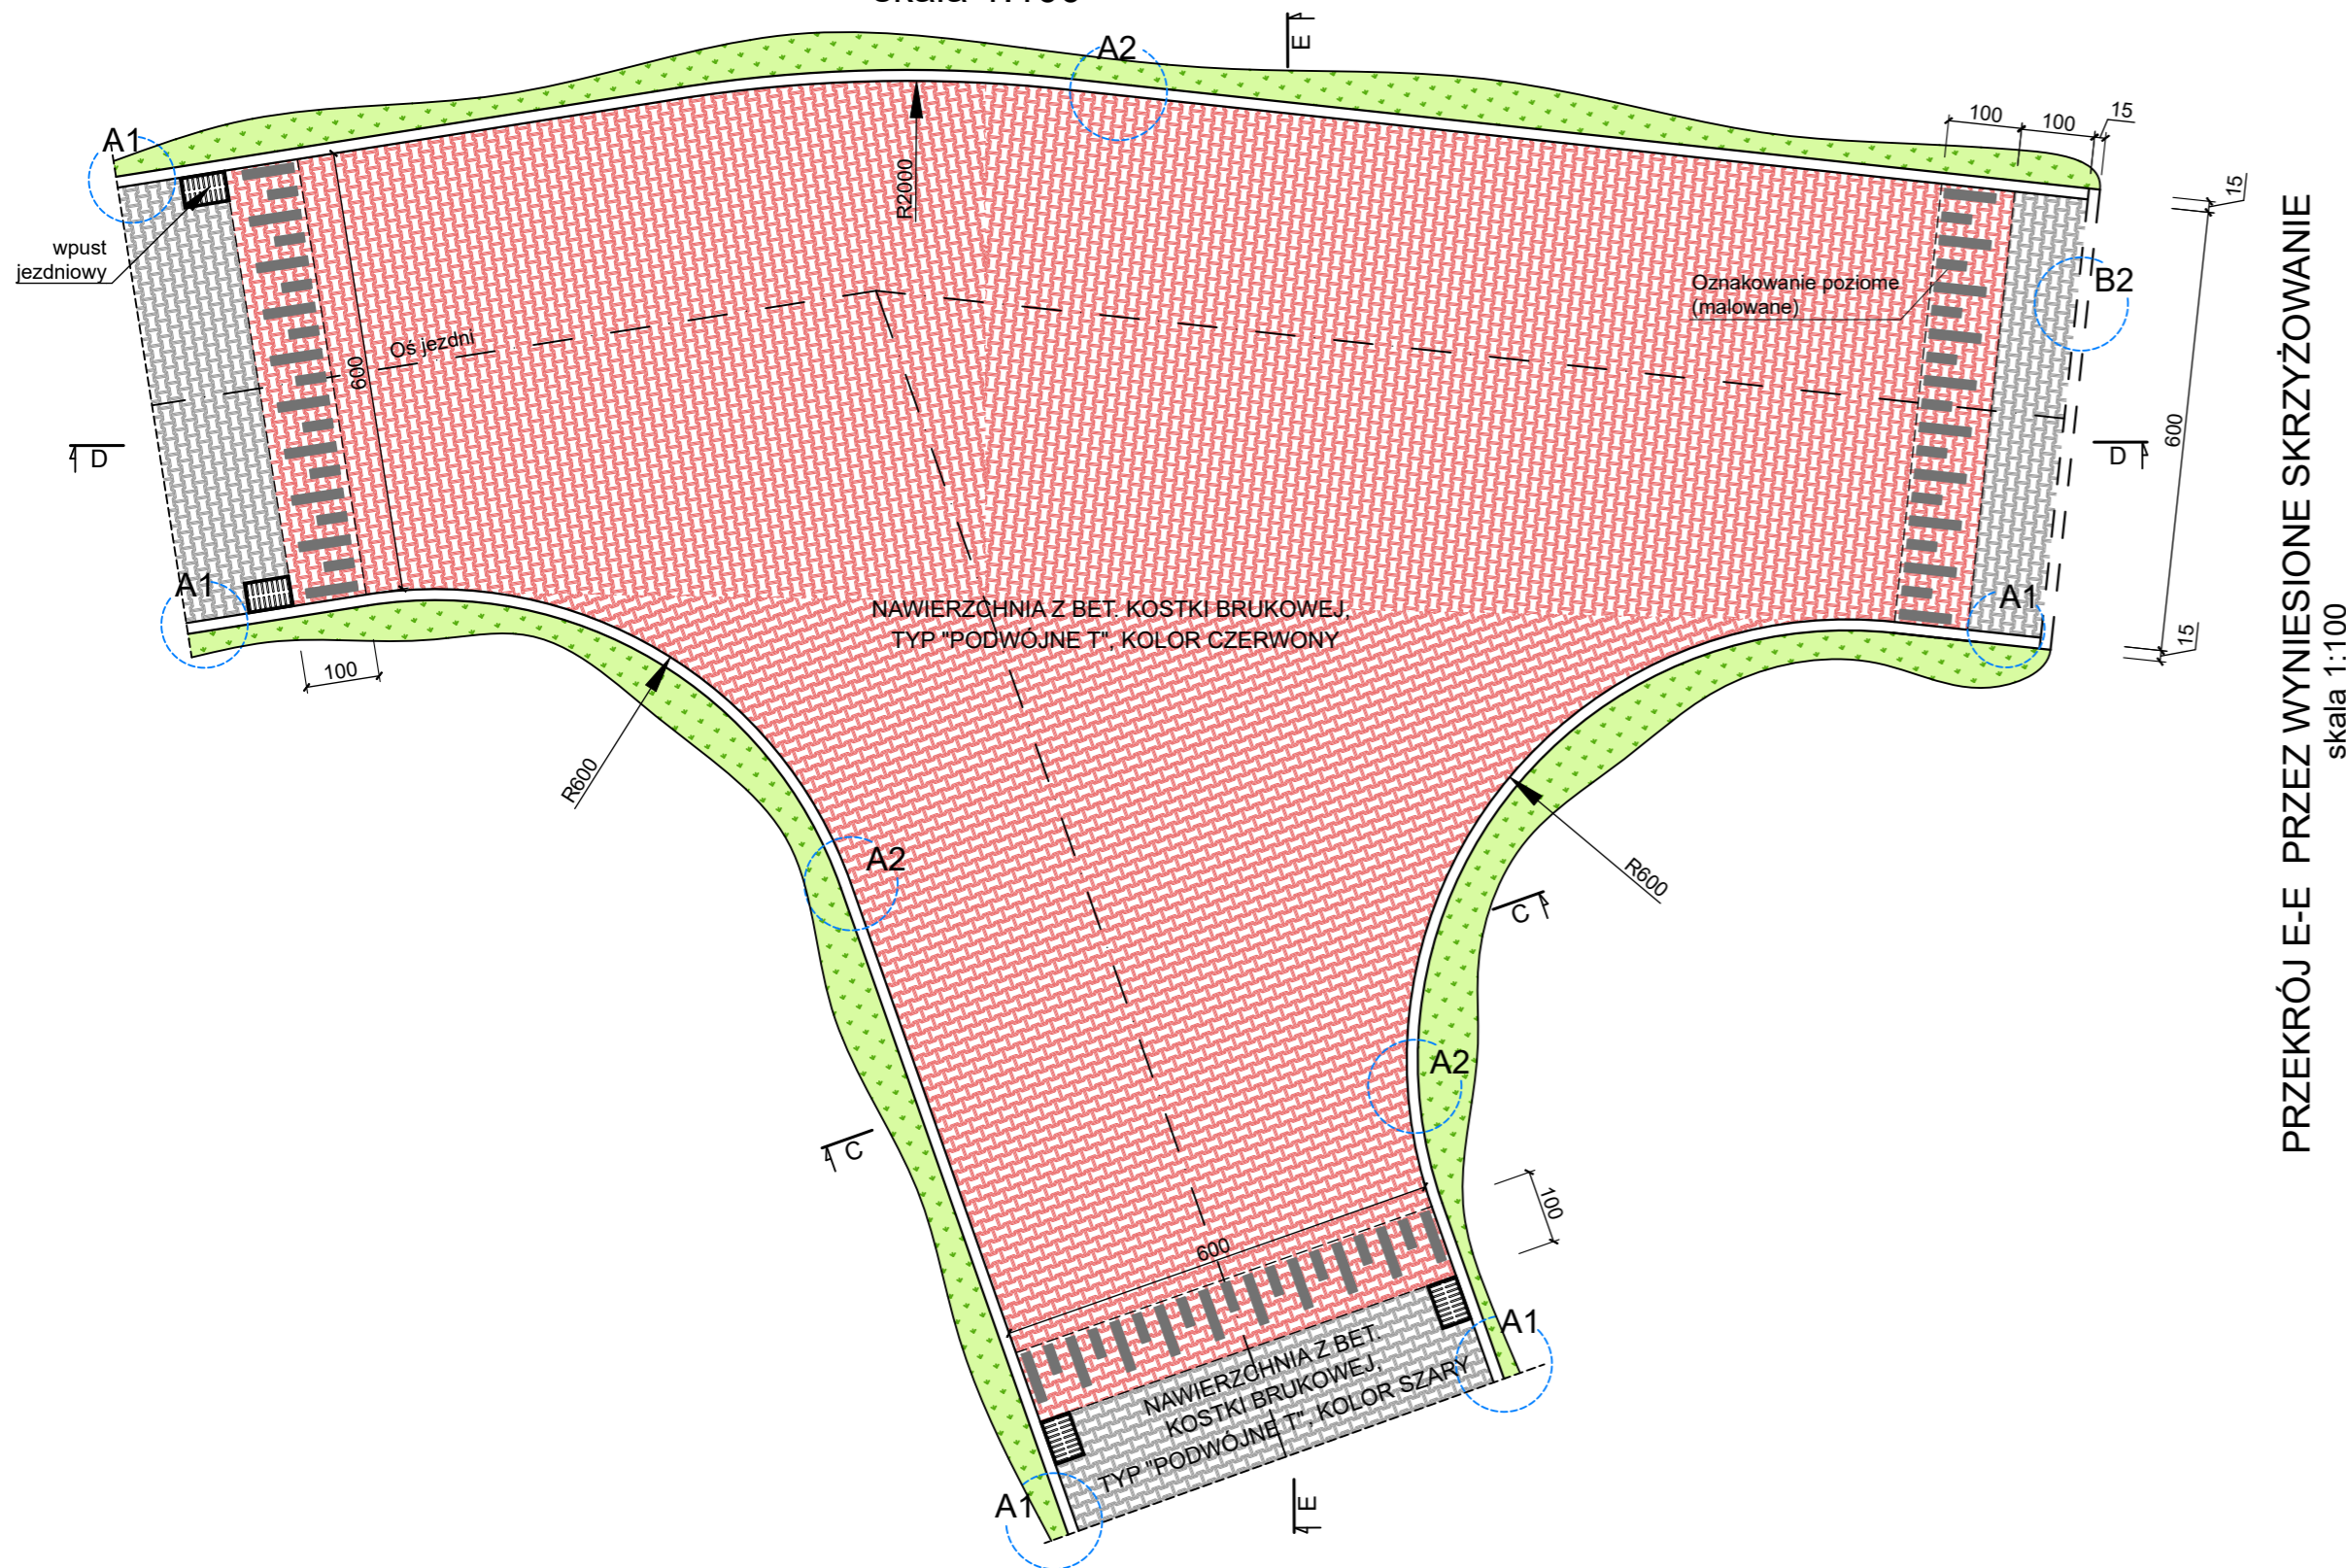 E
A2
100
100
15
A1
15
R2000
wpust
jezdniowy
Oznakowanie poziome
(malowane)
B2
Oś jezdni
600
600
D
D
A1
A1
NAWIERZCHNIA Z BET. KOSTKI BRUKOWEJ,
TYP "PODWÓJNE T", KOLOR CZERWONY
15
100
R600
R600
A2
C
A2
C
100
600
A1
NAWIERZCHNIA Z BET.
KOSTKI BRUKOWEJ,
TYP "PODWÓJNE T", KOLOR SZARY
A1
E
PRZEKRÓJ E-E PRZEZ WYNIESIONE SKRZYŻOWANIE
skala 1:100